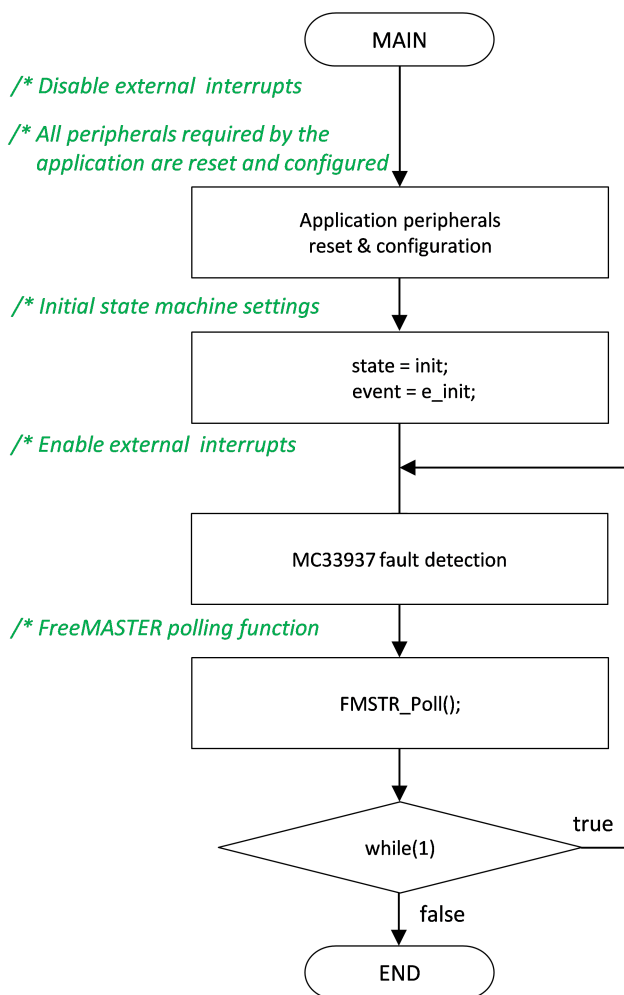 MAIN
/* Disable external interrupts
/* All peripherals required by the
application are reset and configured
Application peripherals
reset & configuration
/* Initial state machine settings
state = init;
event = e_init;
/* Enable external interrupts
MC33937 fault detection
/* FreeMASTER polling function
FMSTR_Poll();
while(1)
true
false
END